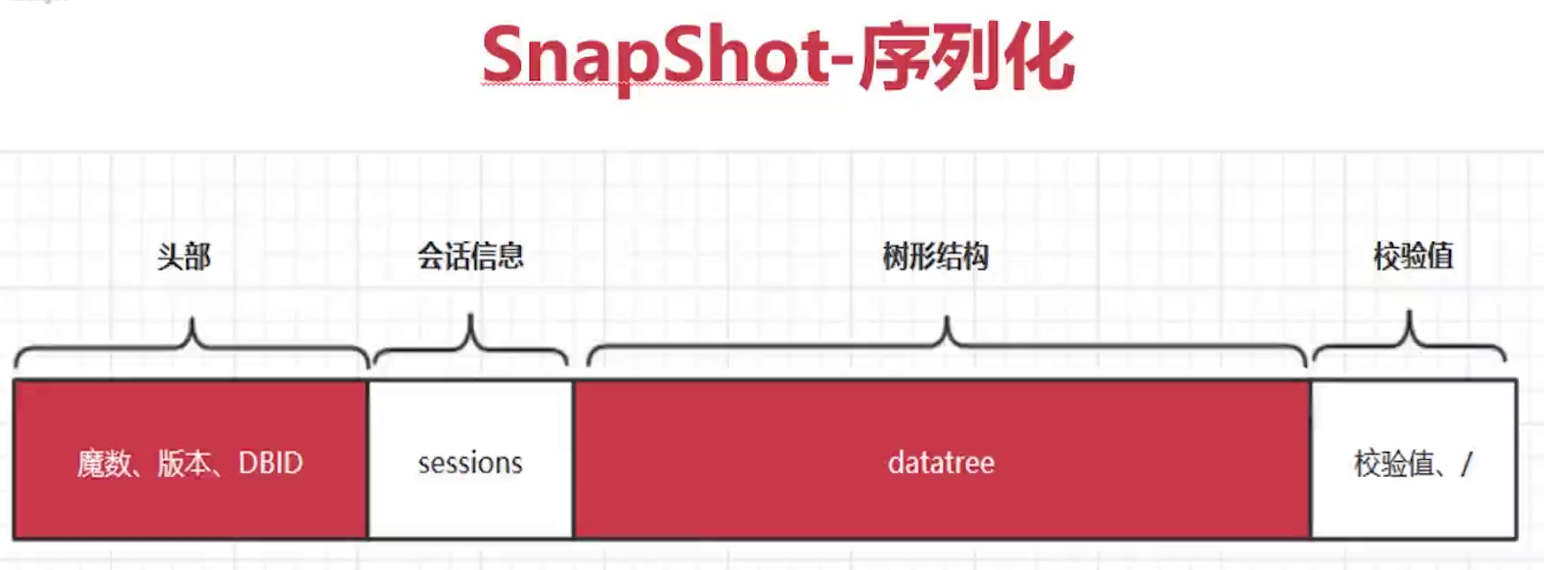 SnapShot-序列化
头部
会话信息
树形结构
校验值
魔数、版本、DBID
sessions
datatree
校验值、/